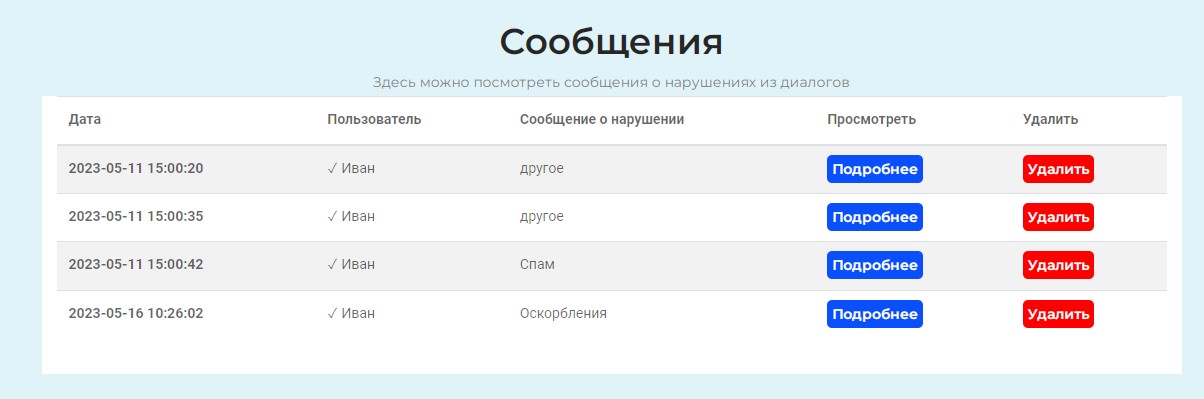 Сообщения
Здесь можно посмотреть сообщения о нарушениях из диалогов
Дата Пользователь Сообщение о нарушении Просмотреть Удалить
2023-05-11 15:00:20 ✓ Иван другое Подробнее Удалить
2023-05-11 15:00:35 ✓ Иван другое Подробнее Удалить
2023-05-11 15:00:42 ✓ Иван Спам Подробнее Удалить
2023-05-16 10:26:02 ✓ Иван Оскорбления Подробнее Удалить